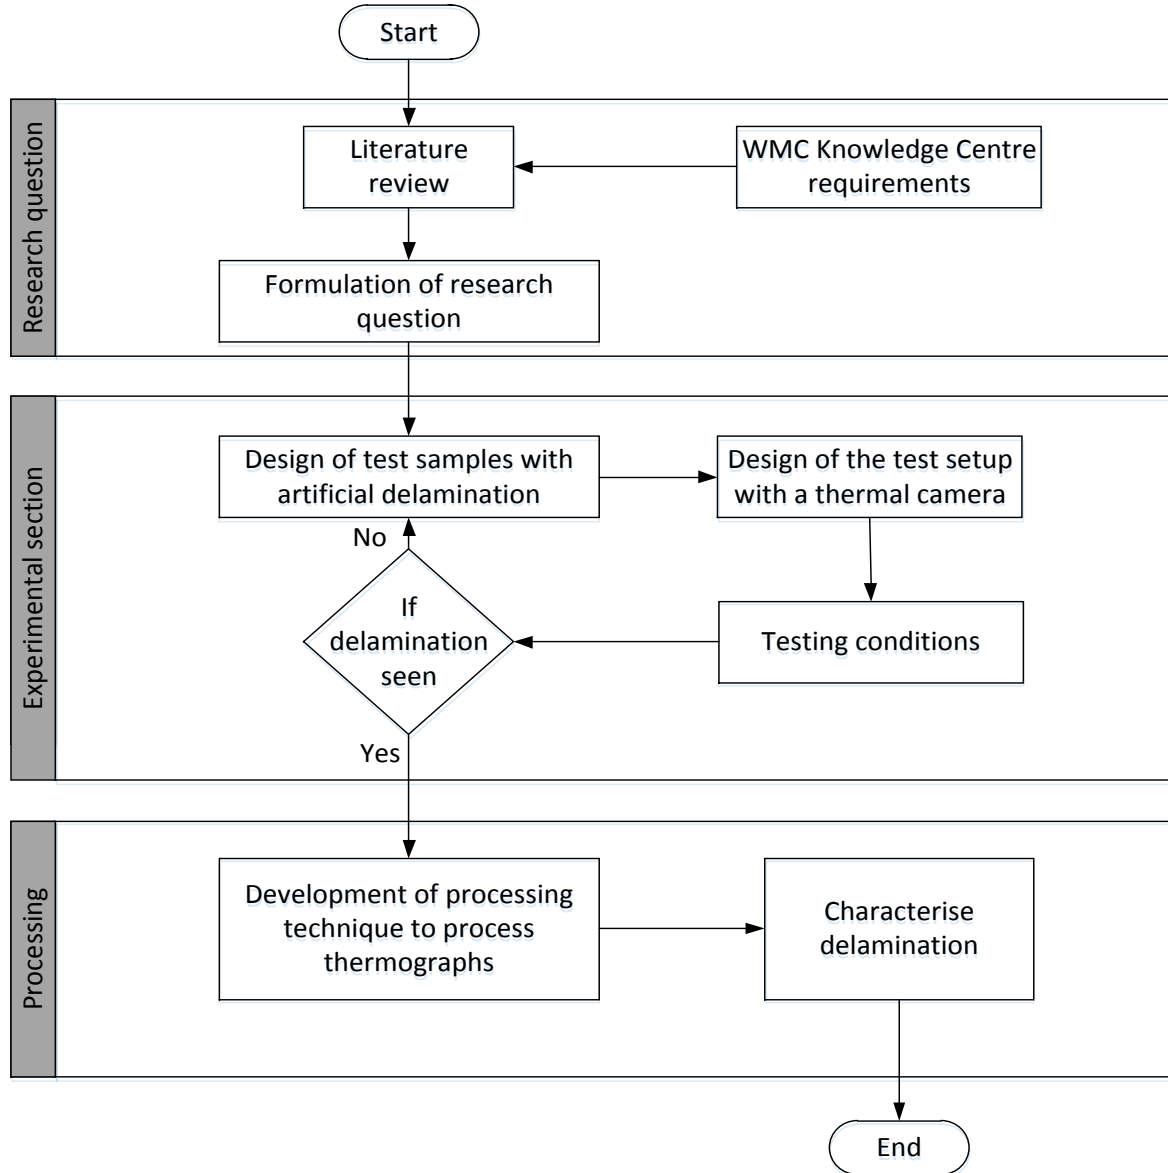 Start
Research question
Literature
review
WMC Knowledge Centre
requirements
Formulation of research
question
Experimental section
Design of test samples with
artificial delamination
Design of the test setup
with a thermal camera
No
If
delamination
seen
Testing conditions
Yes
Processing
Development of processing
technique to process
thermographs
Characterise
delamination
End